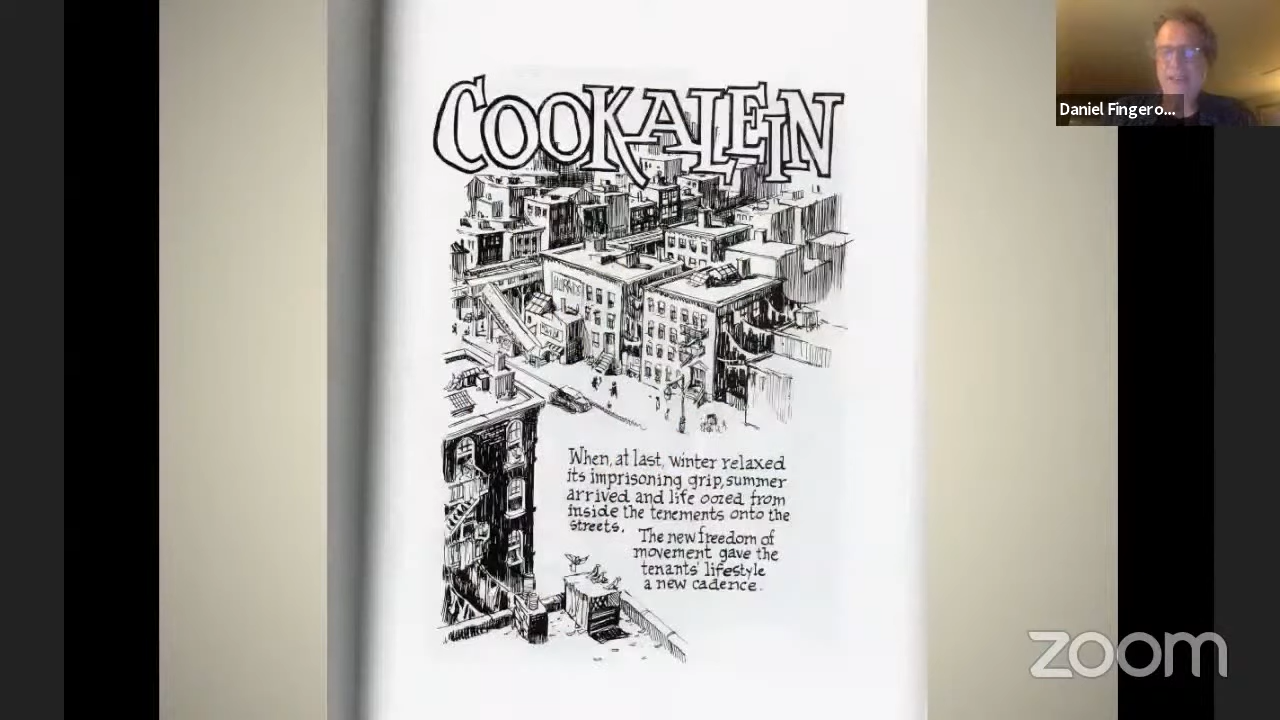 COOKALEIN
When, at last, winter relaxed
its imprisoning grip, summer
arrived and life oozed from
inside the tenements onto the
streets.
The new freedom of
movement gave the
tenants' lifestyle
a new cadence.
Daniel Fingero...
zoom